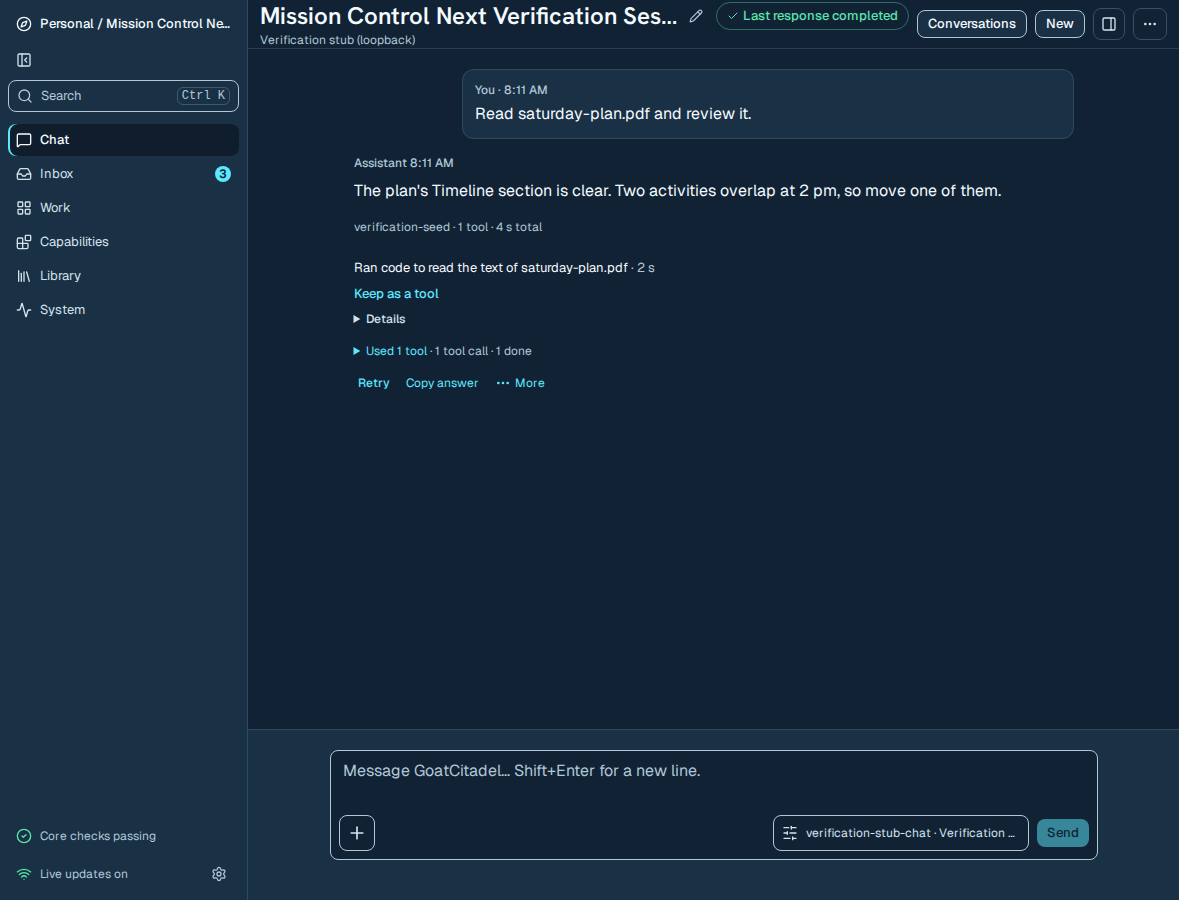 Personal / Mission Control Ne...
Search Ctrl K
Chat
Inbox 3
Work
Capabilities
Library
System
Core checks passing
Live updates on
Mission Control Next Verification Ses...
Verification stub (loopback)
Last response completed
Conversations
New
You · 8:11 AM
Read saturday-plan.pdf and review it.
Assistant 8:11 AM
The plan's Timeline section is clear. Two activities overlap at 2 pm, so move one of them.
verification-seed · 1 tool · 4 s total
Ran code to read the text of saturday-plan.pdf · 2 s
Keep as a tool
Details
Used 1 tool · 1 tool call · 1 done
Retry Copy answer ··· More
Message GoatCitadel... Shift+Enter for a new line.
verification-stub-chat · Verification ...
Send